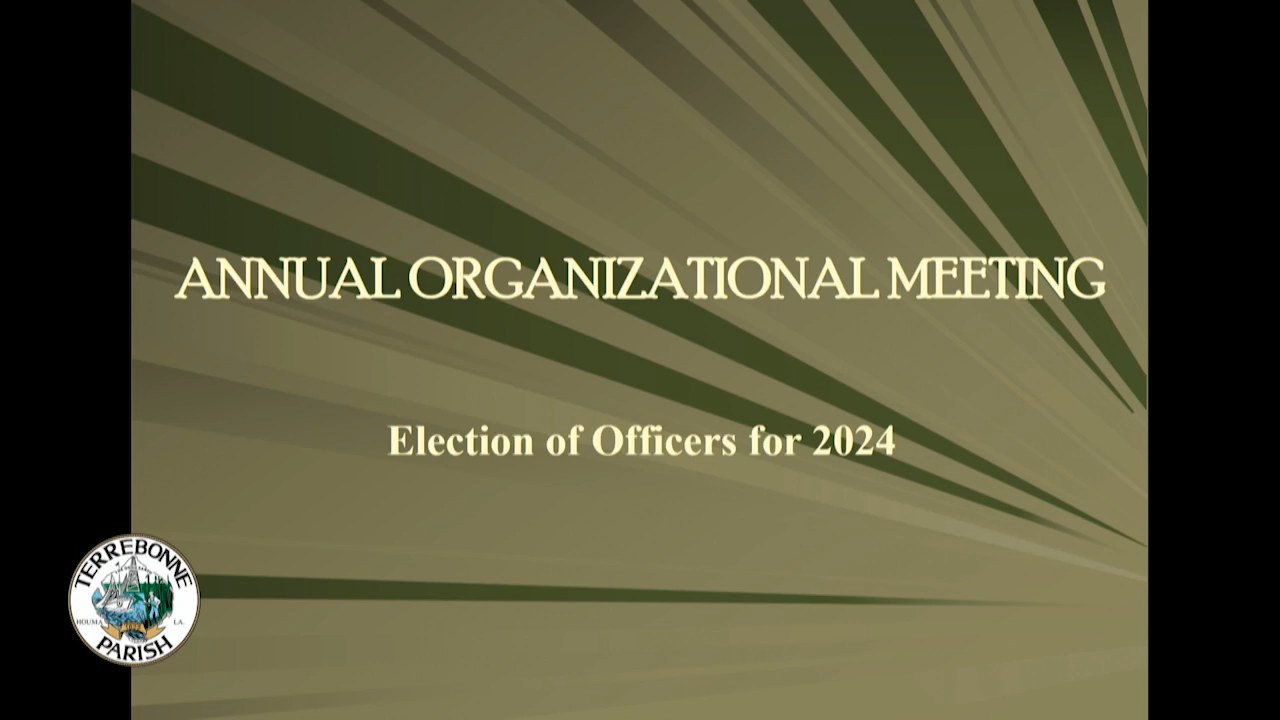 ANNUAL ORGANIZATIONAL MEETING
Election of Officers for 2024
TERREBONNE
HOUMA LA.
PARISH